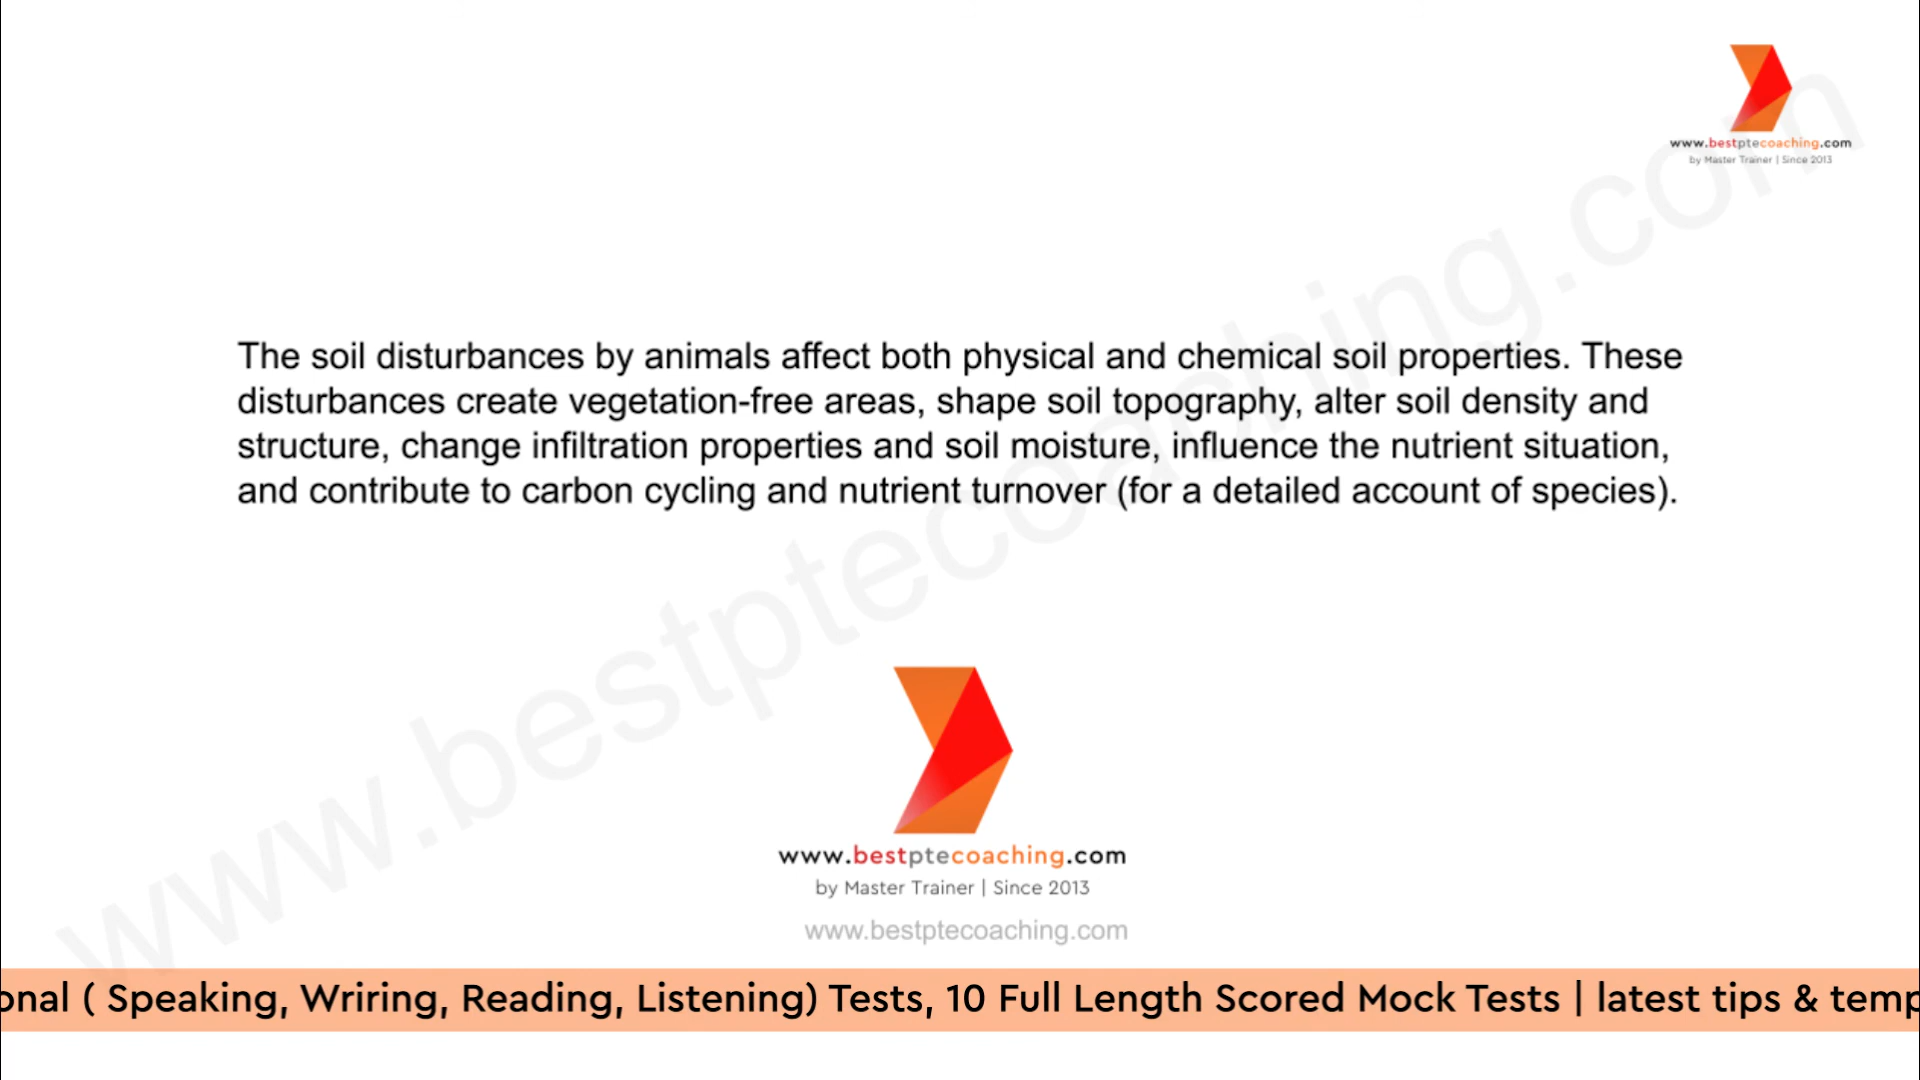 www.bestptecoaching.com
by Master Trainer | Since 2013
The soil disturbances by animals affect both physical and chemical soil properties. These
disturbances create vegetation-free areas, shape soil topography, alter soil density and
structure, change infiltration properties and soil moisture, influence the nutrient situation,
and contribute to carbon cycling and nutrient turnover (for a detailed account of species).
www.bestptecoaching.com
www.bestptecoaching.com
by Master Trainer | Since 2013
www.bestptecoaching.com
onal ( Speaking, Wriring, Reading, Listening) Tests, 10 Full Length Scored Mock Tests | latest tips & temp